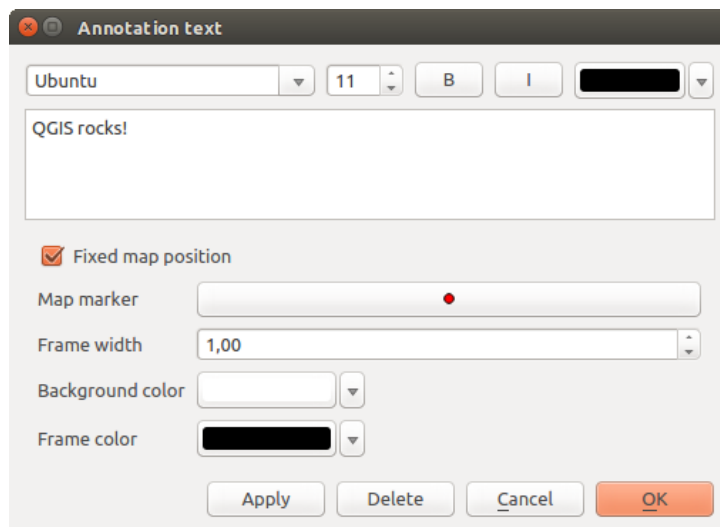 Annotation text
Ubuntu 11 B I
QGIS rocks!
Fixed map position
Map marker
Frame width 1,00
Background color
Frame color
Apply Delete Cancel OK